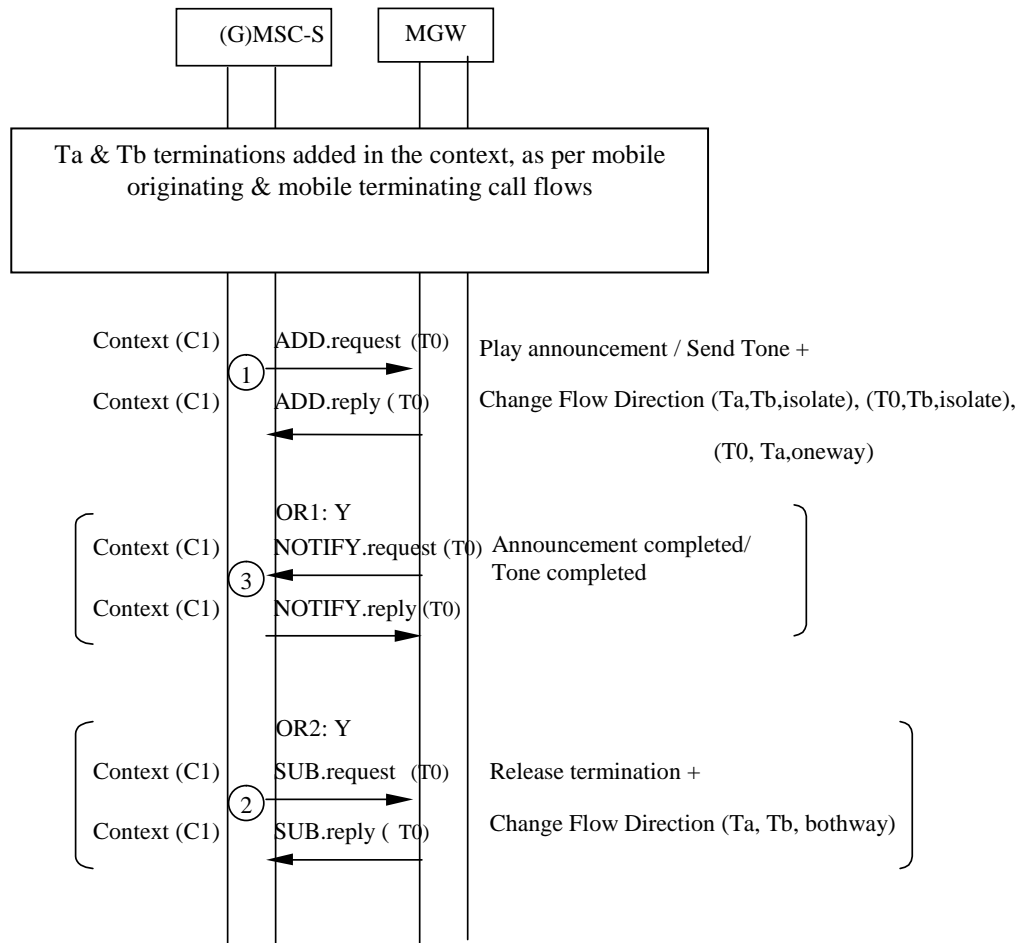 (G)MSC-S
MGW
Ta & Tb terminations added in the context, as per mobile
originating & mobile terminating call flows
Context (C1) ADD.request (T0)
Play announcement / Send Tone +
1
Context (C1) ADD.reply ( T0)
Change Flow Direction (Ta,Tb,isolate), (T0,Tb,isolate),
(T0, Ta,oneway)
OR1: Y
Context (C1) NOTIFY.request (T0) Announcement completed/
Tone completed
3
Context (C1) NOTIFY.reply (T0)
OR2: Y
Context (C1) SUB.request (T0) Release termination +
2
Context (C1) SUB.reply ( T0) Change Flow Direction (Ta, Tb, bothway)